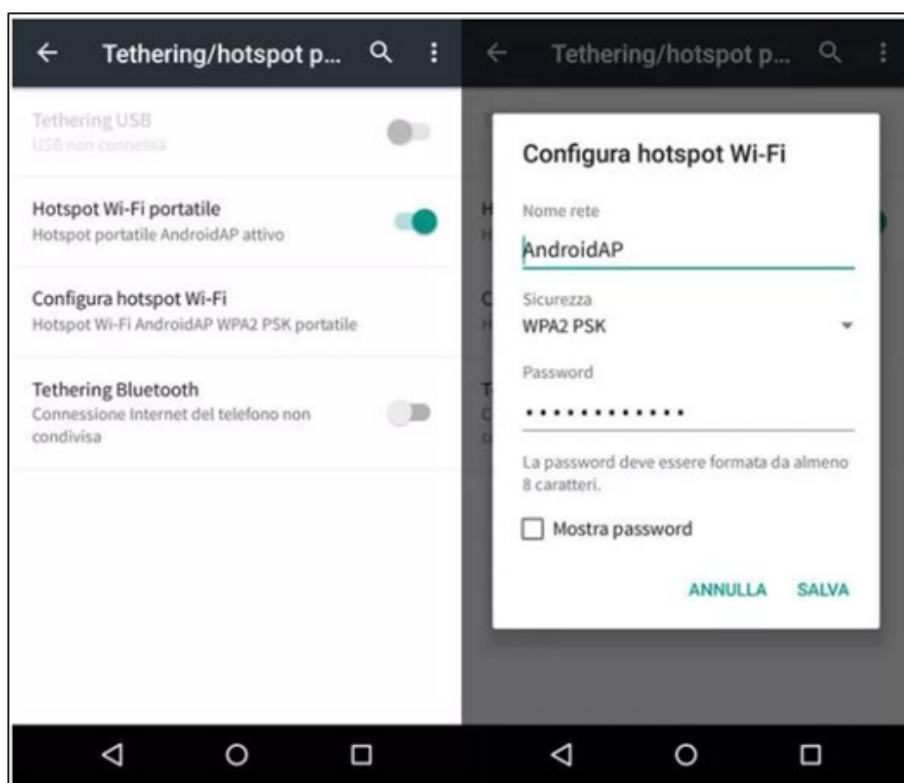 Tethering/hotspot p...
Tethering USB
USB non connessa
Hotspot Wi-Fi portatile
Hotspot portatile AndroidAP attivo
Configura hotspot Wi-Fi
Hotspot Wi-Fi AndroidAP WPA2 PSK portatile
Tethering Bluetooth
Connessione Internet del telefono non
condivisa
Tethering/hotspot p...
Configura hotspot Wi-Fi
Nome rete
AndroidAP
Sicurezza
WPA2 PSK
Password
••••••••••••
La password deve essere formata da almeno
8 caratteri.
Mostra password
ANNULLA SALVA